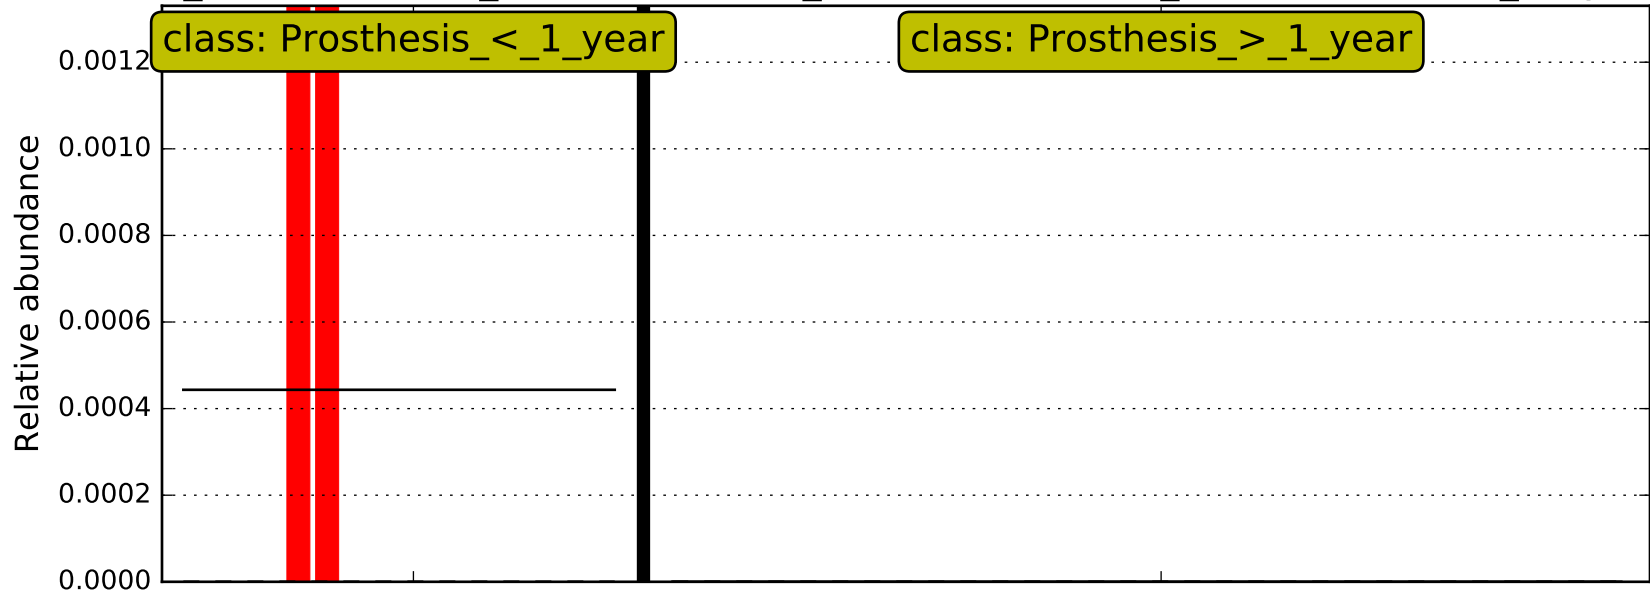 class: Prosthesis_<_1_year
class: Prosthesis_>_1_year
0.0012
0.0010
0.0008
0.0006
0.0004
0.0002
0.0000
Relative abundance